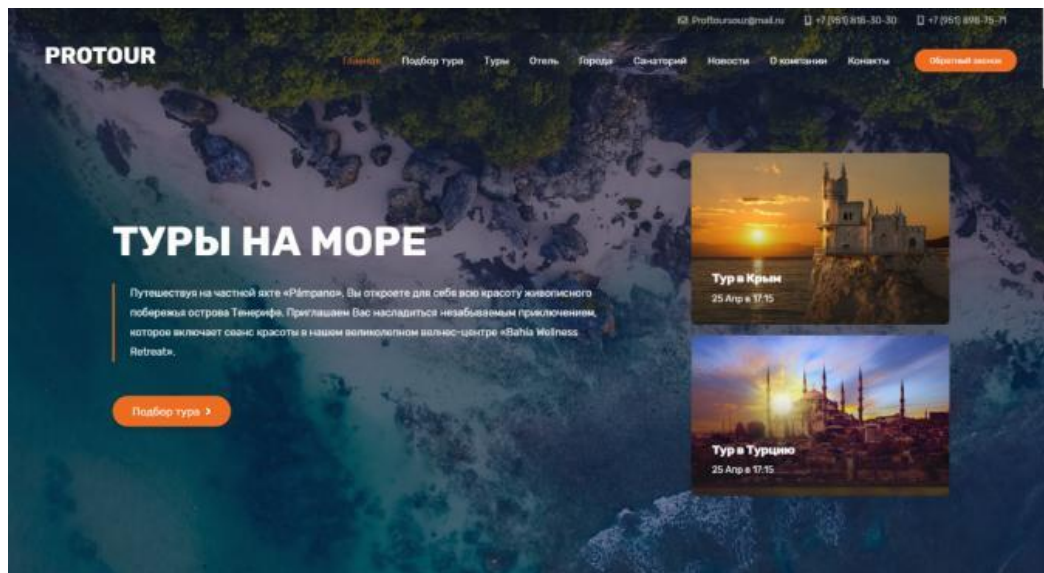 Proftoursouz@mail.ru +7 (951) 818-30-30 +7 (951) 898-75-71
PROTOUR
Главная Подбор тура Туры Отель Города Санаторий Новости О компании Конакты Обратный звонок
ТУРЫ НА МОРЕ
Путешествуя на частной яхте «Pámpano», Вы откроете для себя всю красоту живописного
побережья острова Тенерифе. Приглашаем Вас насладиться незабываемым приключением,
которое включает сеанс красоты в нашем великолепном велнес-центре «Bahía Wellness
Retreat».
Подбор тура
Тур в Крым
25 Апр в 17:15
Тур в Турцию
25 Апр в 17:15